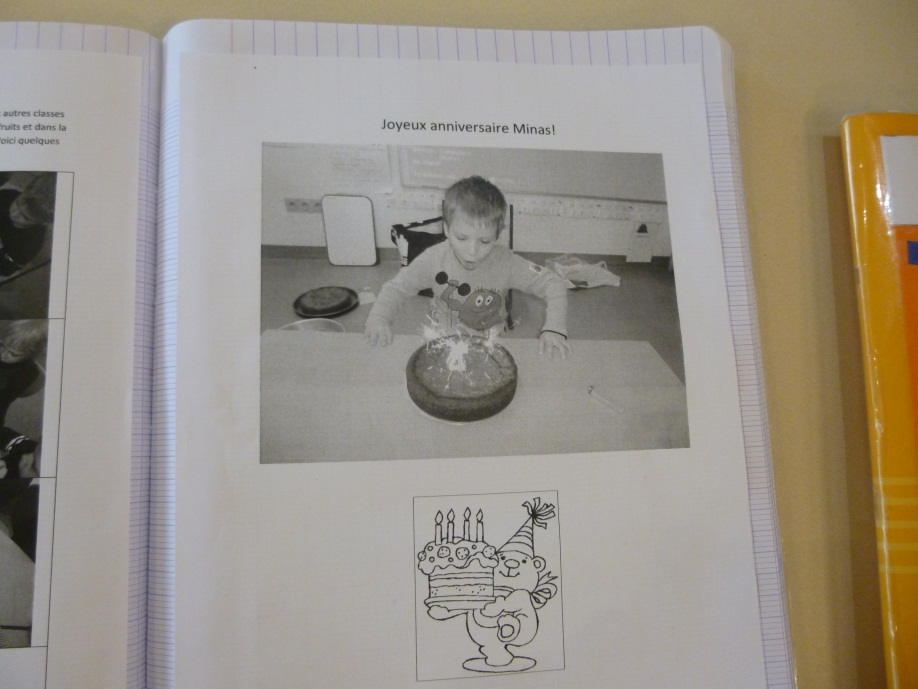 autres classes
fruits et dans la
Voici quelques
Joyeux anniversaire Minas!